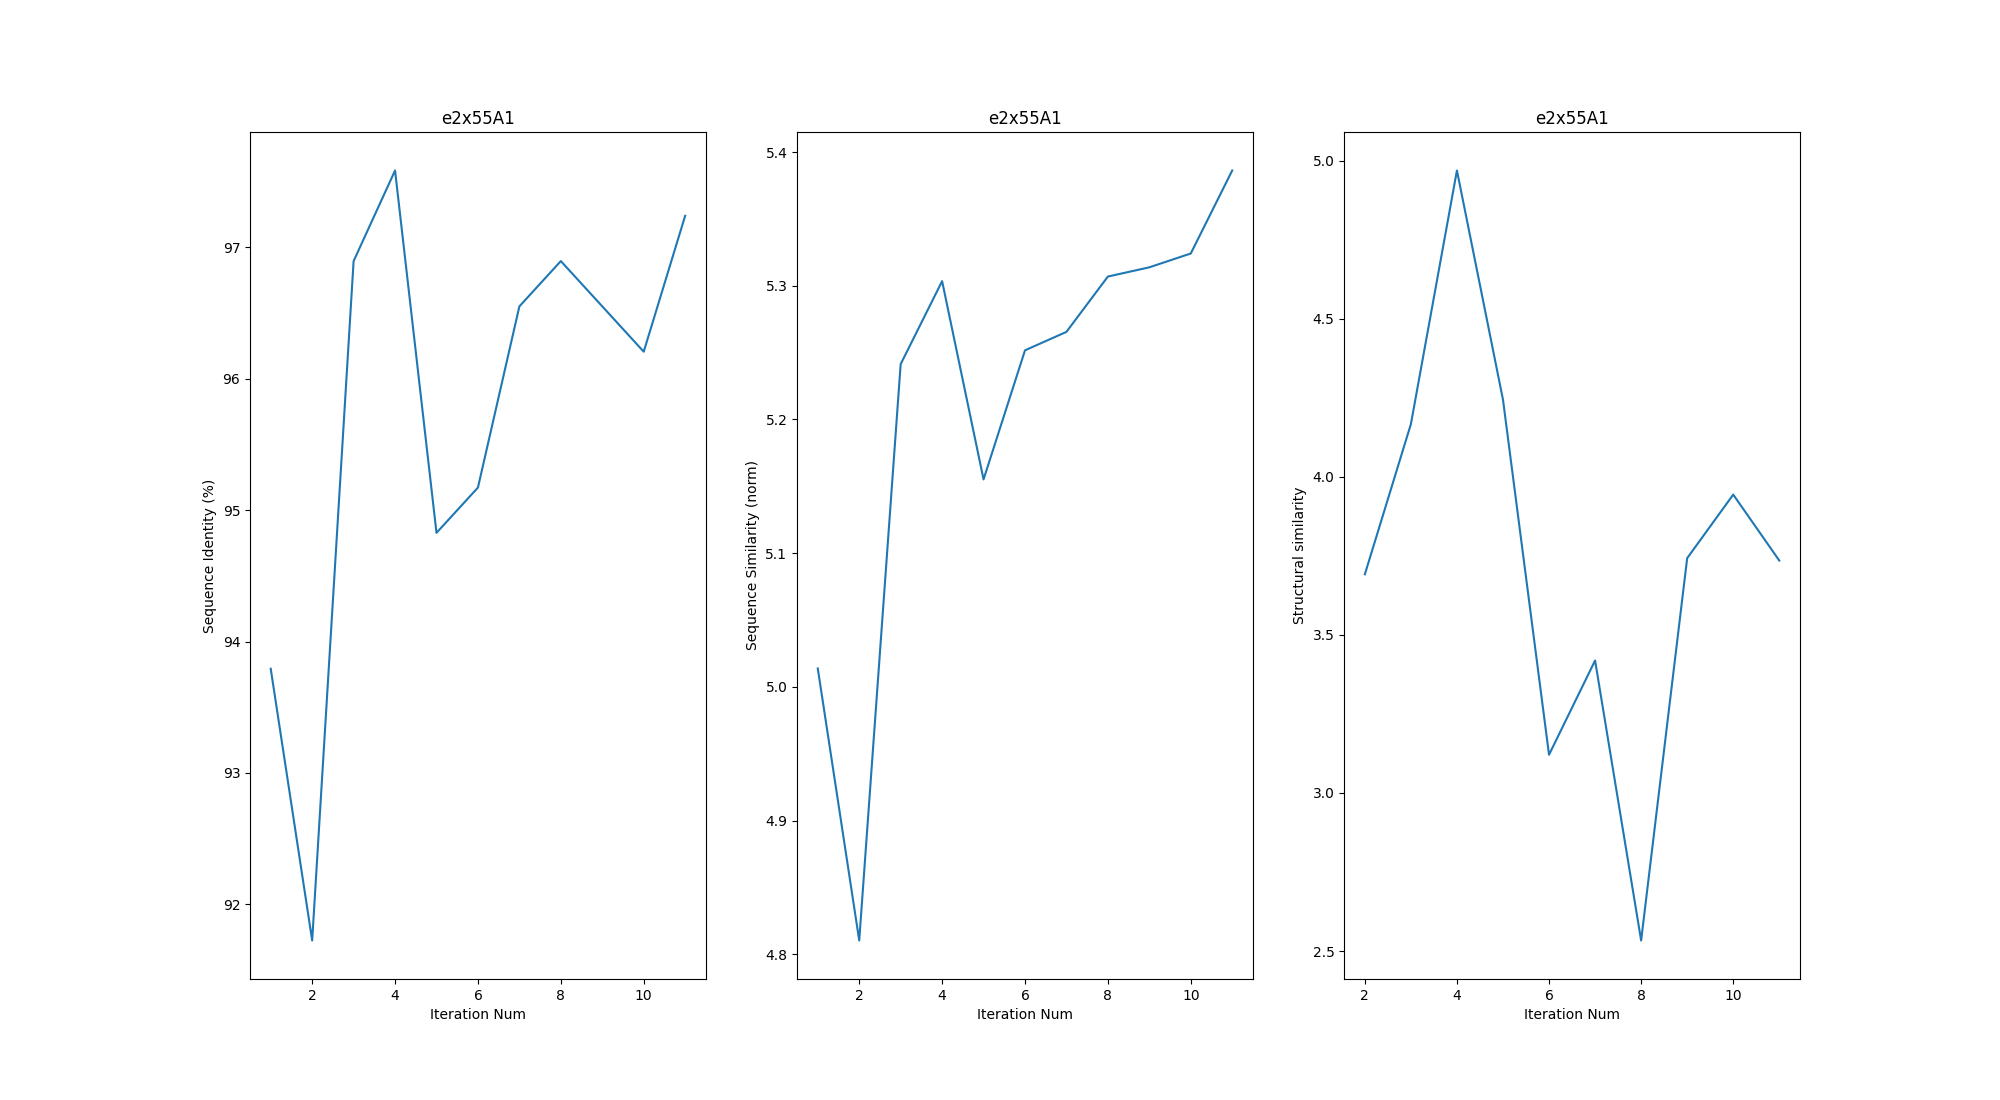 e2x55A1
Sequence Identity (%)
97
96
95
94
93
92
2 4 6 8 10
Iteration Num
e2x55A1
Sequence Similarity (norm)
5.4
5.3
5.2
5.1
5.0
4.9
4.8
2 4 6 8 10
Iteration Num
e2x55A1
Structural similarity
5.0
4.5
4.0
3.5
3.0
2.5
2 4 6 8 10
Iteration Num